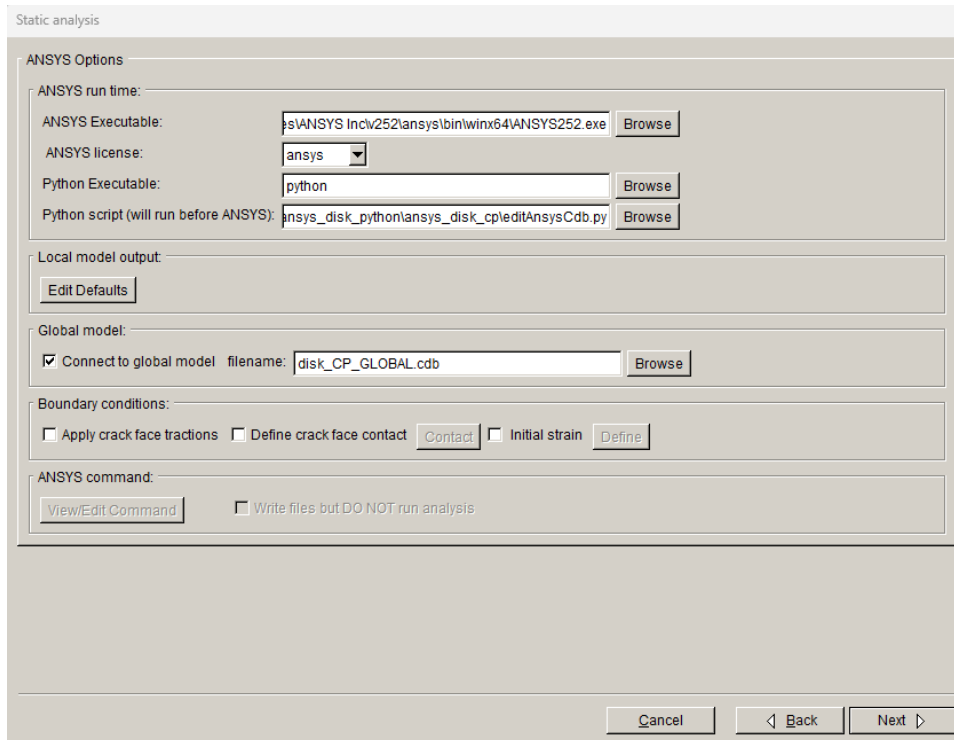 Static analysis
ANSYS Options
ANSYS run time:
ANSYS Executable: es\ANSYS Inc\v252\ansys\bin\winx64\ANSYS252.exe Browse
ANSYS license: ansys
Python Executable: python Browse
Python script (will run before ANSYS): ansys_disk_python\ansys_disk_cp\editAnsysCdb.py Browse
Local model output:
Edit Defaults
Global model:
Connect to global model filename: disk_CP_GLOBAL.cdb Browse
Boundary conditions:
Apply crack face tractions Define crack face contact Contact Initial strain Define
ANSYS command:
View/Edit Command Write files but DO NOT run analysis
Cancel Back Next